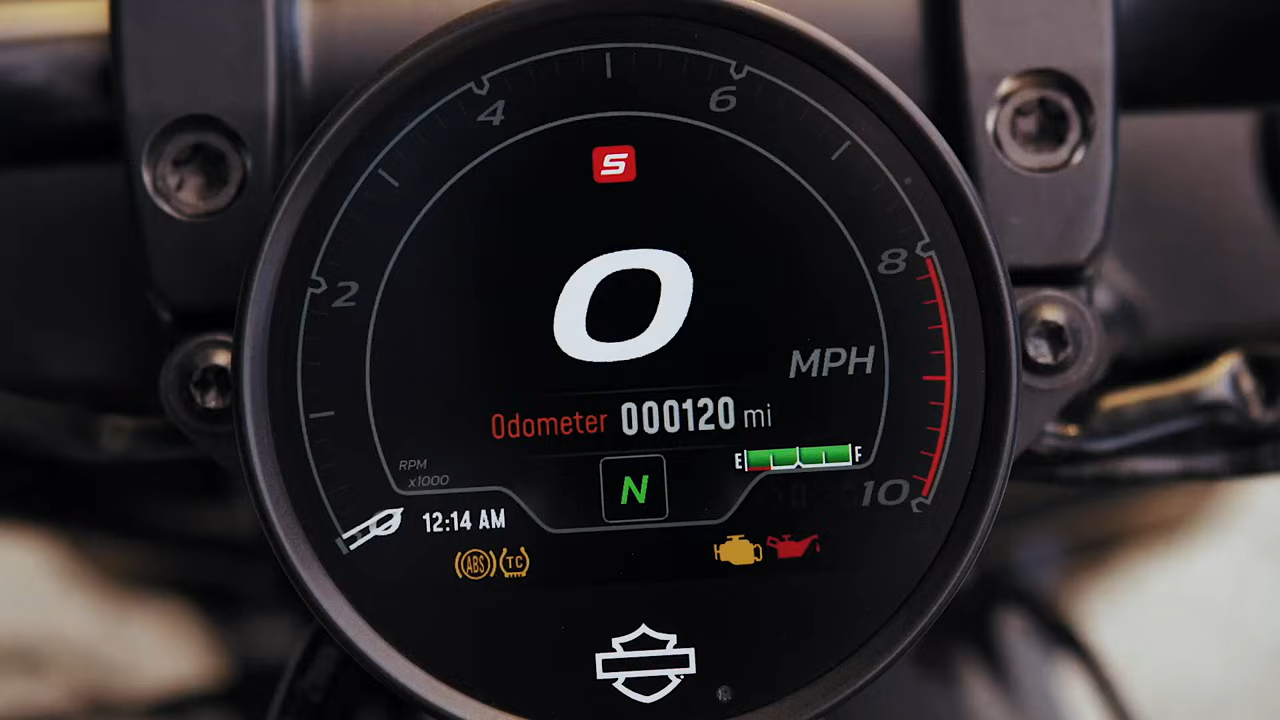 4
6
S
2
8
0
MPH
Odometer 000120 mi
E F
RPM
x1000
N
10
12:14 AM
ABS TC